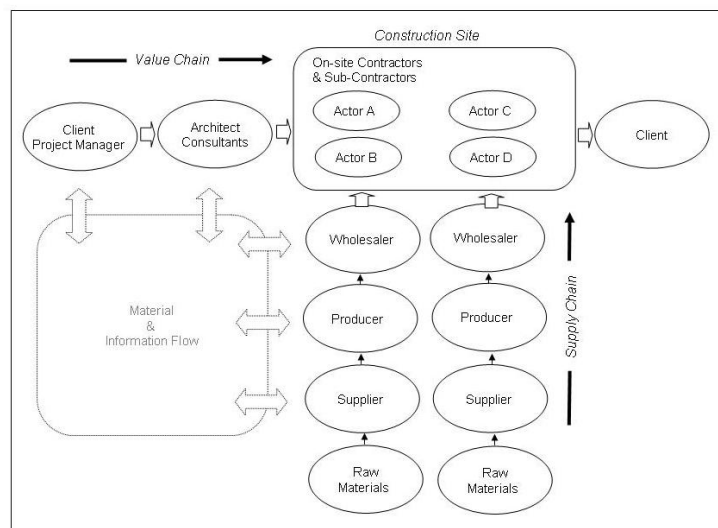 Construction Site
Value Chain
On-site Contractors
& Sub-Contractors
Actor A
Actor C
Client
Project Manager
Architect
Consultants
Client
Actor B
Actor D
Wholesaler
Wholesaler
Material
&
Information Flow
Producer
Producer
Supply Chain
Supplier
Supplier
Raw
Materials
Raw
Materials